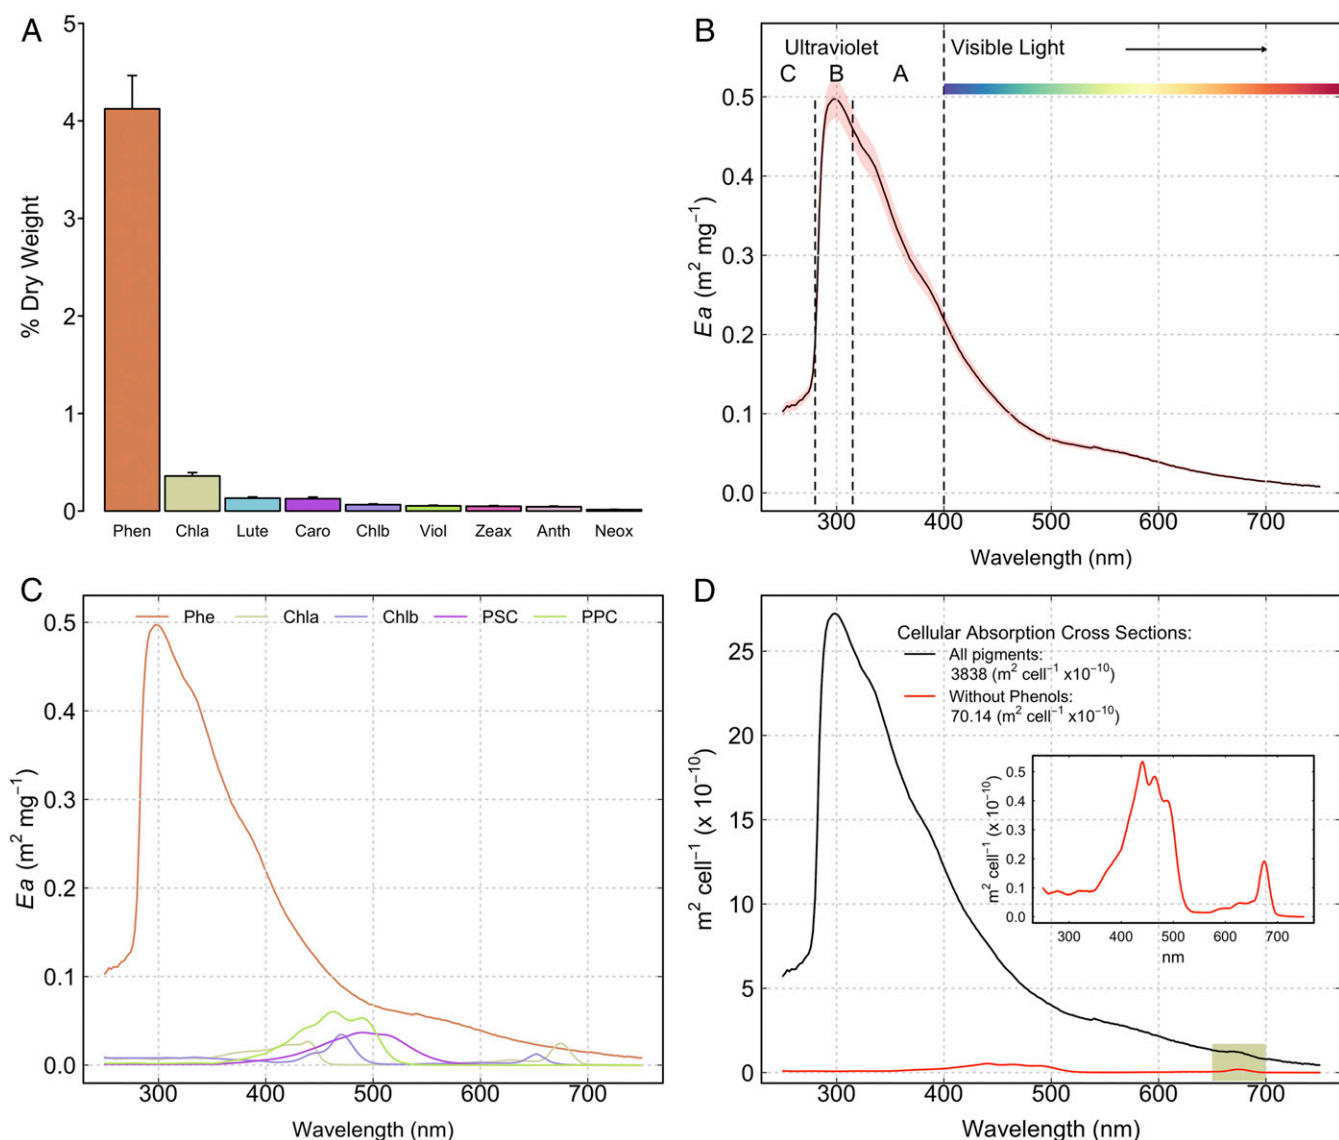 A
5
4
3
2
1
0
% Dry Weight
Phen Chla Lute Caro Chlb Viol Zeax Anth Neox
B
Ultraviolet Visible Light
C B A
0.5
0.4
0.3
0.2
0.1
0.0
Ea (m² mg⁻¹)
300 400 500 600 700
Wavelength (nm)
C
Phe Chla Chlb PSC PPC
0.5
0.4
0.3
0.2
0.1
0.0
Ea (m² mg⁻¹)
300 400 500 600 700
Wavelength (nm)
D
Cellular Absorption Cross Sections:
All pigments:
3838 (m² cell⁻¹ x10⁻¹⁰)
Without Phenols:
70.14 (m² cell⁻¹ x10⁻¹⁰)
25
20
15
10
5
0
m² cell⁻¹ (x 10⁻¹⁰)
0.5
0.4
0.3
0.2
0.1
0.0
m² cell⁻¹ (x 10⁻¹⁰)
300 400 500 600 700
nm
300 400 500 600 700
Wavelength (nm)